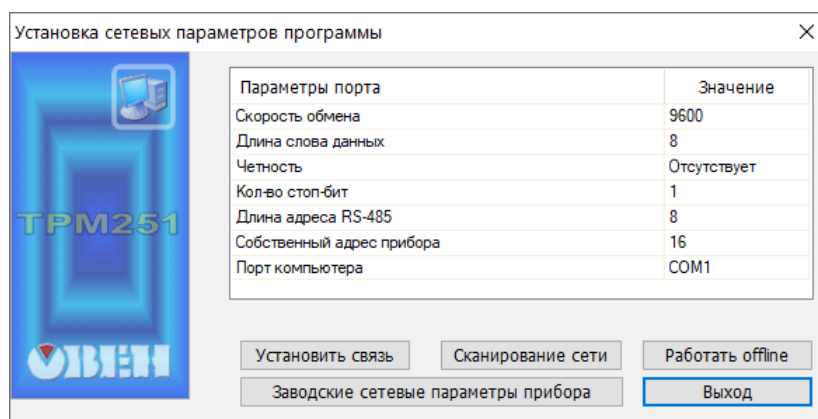 Установка сетевых параметров программы
Параметры порта Значение
Скорость обмена 9600
Длина слова данных 8
Четность Отсутствует
Кол-во стоп-бит 1
Длина адреса RS-485 8
Собственный адрес прибора 16
Порт компьютера COM1
ТРМ251
ОВЕН
Установить связь Сканирование сети Работать offline
Заводские сетевые параметры прибора Выход